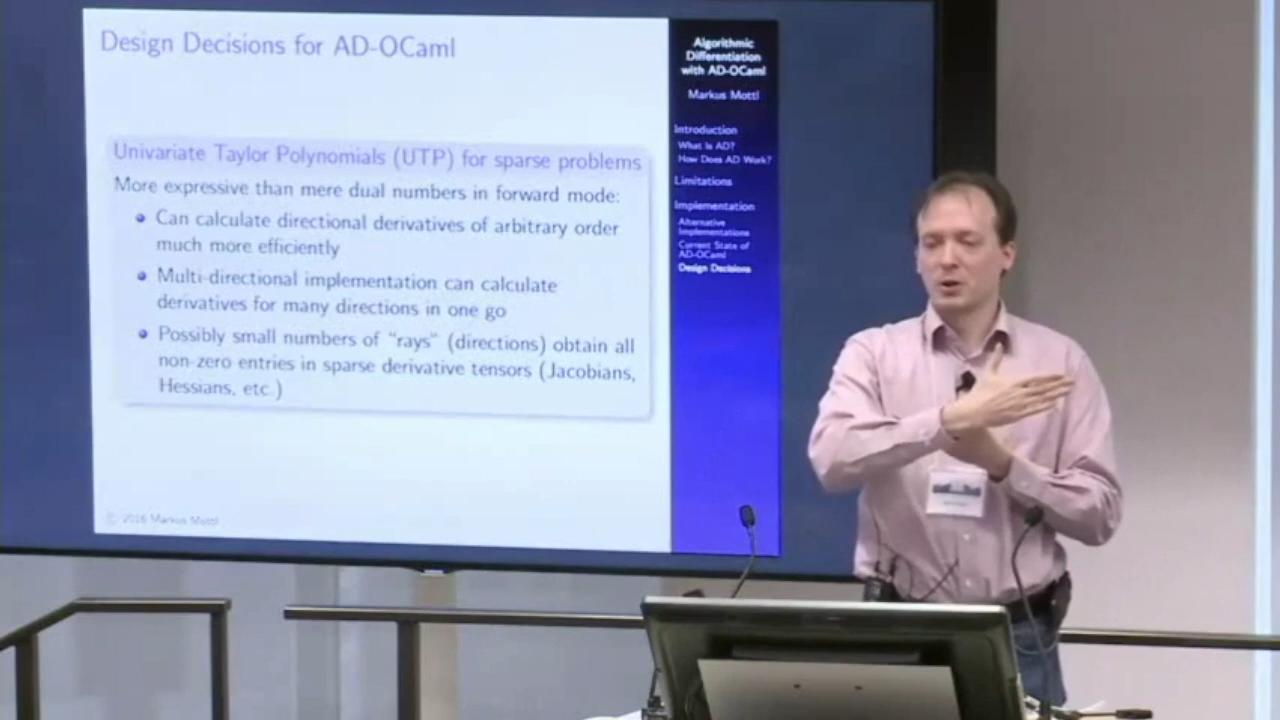 Design Decisions for AD-OCaml
Univariate Taylor Polynomials (UTP) for sparse problems
More expressive than mere dual numbers in forward mode:
Can calculate directional derivatives of arbitrary order
much more efficiently
Multi-directional implementation can calculate
derivatives for many directions in one go
Possibly small numbers of "rays" (directions) obtain all
non-zero entries in sparse derivative tensors (Jacobians,
Hessians, etc.)
© 2016 Markus Mottl
Algorithmic
Differentiation
with AD-OCaml
Markus Mottl
Introduction
What Is AD?
How Does AD Work?
Limitations
Implementation
Alternative
Implementations
Current State of
AD-OCaml
Design Decisions